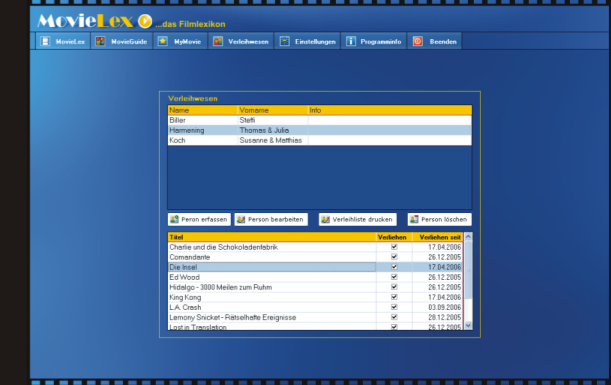 MovieLex ...das Filmlexikon
MovieLex MovieGuide MyMovie Verleihwesen Einstellungen Programminfo Beenden
Verleihwesen
Name Vorname Info
Biller Steffi
Harmening Thomas & Julia
Koch Susanne & Matthias
Peron erfassen Person bearbeiten Verleihliste drucken Person löschen
Titel Verliehen Verliehen seit
Charlie und die Schokoladenfabrik 17.04.2006
Comandante 26.12.2005
Die Insel 17.04.2006
Ed Wood 26.12.2005
Hidalgo - 3000 Meilen zum Ruhm 26.12.2005
King Kong 17.04.2006
L.A. Crash 03.09.2006
Lemony Snicket - Rätselhafte Ereignisse 28.12.2005
Lost in Translation 26.12.2005